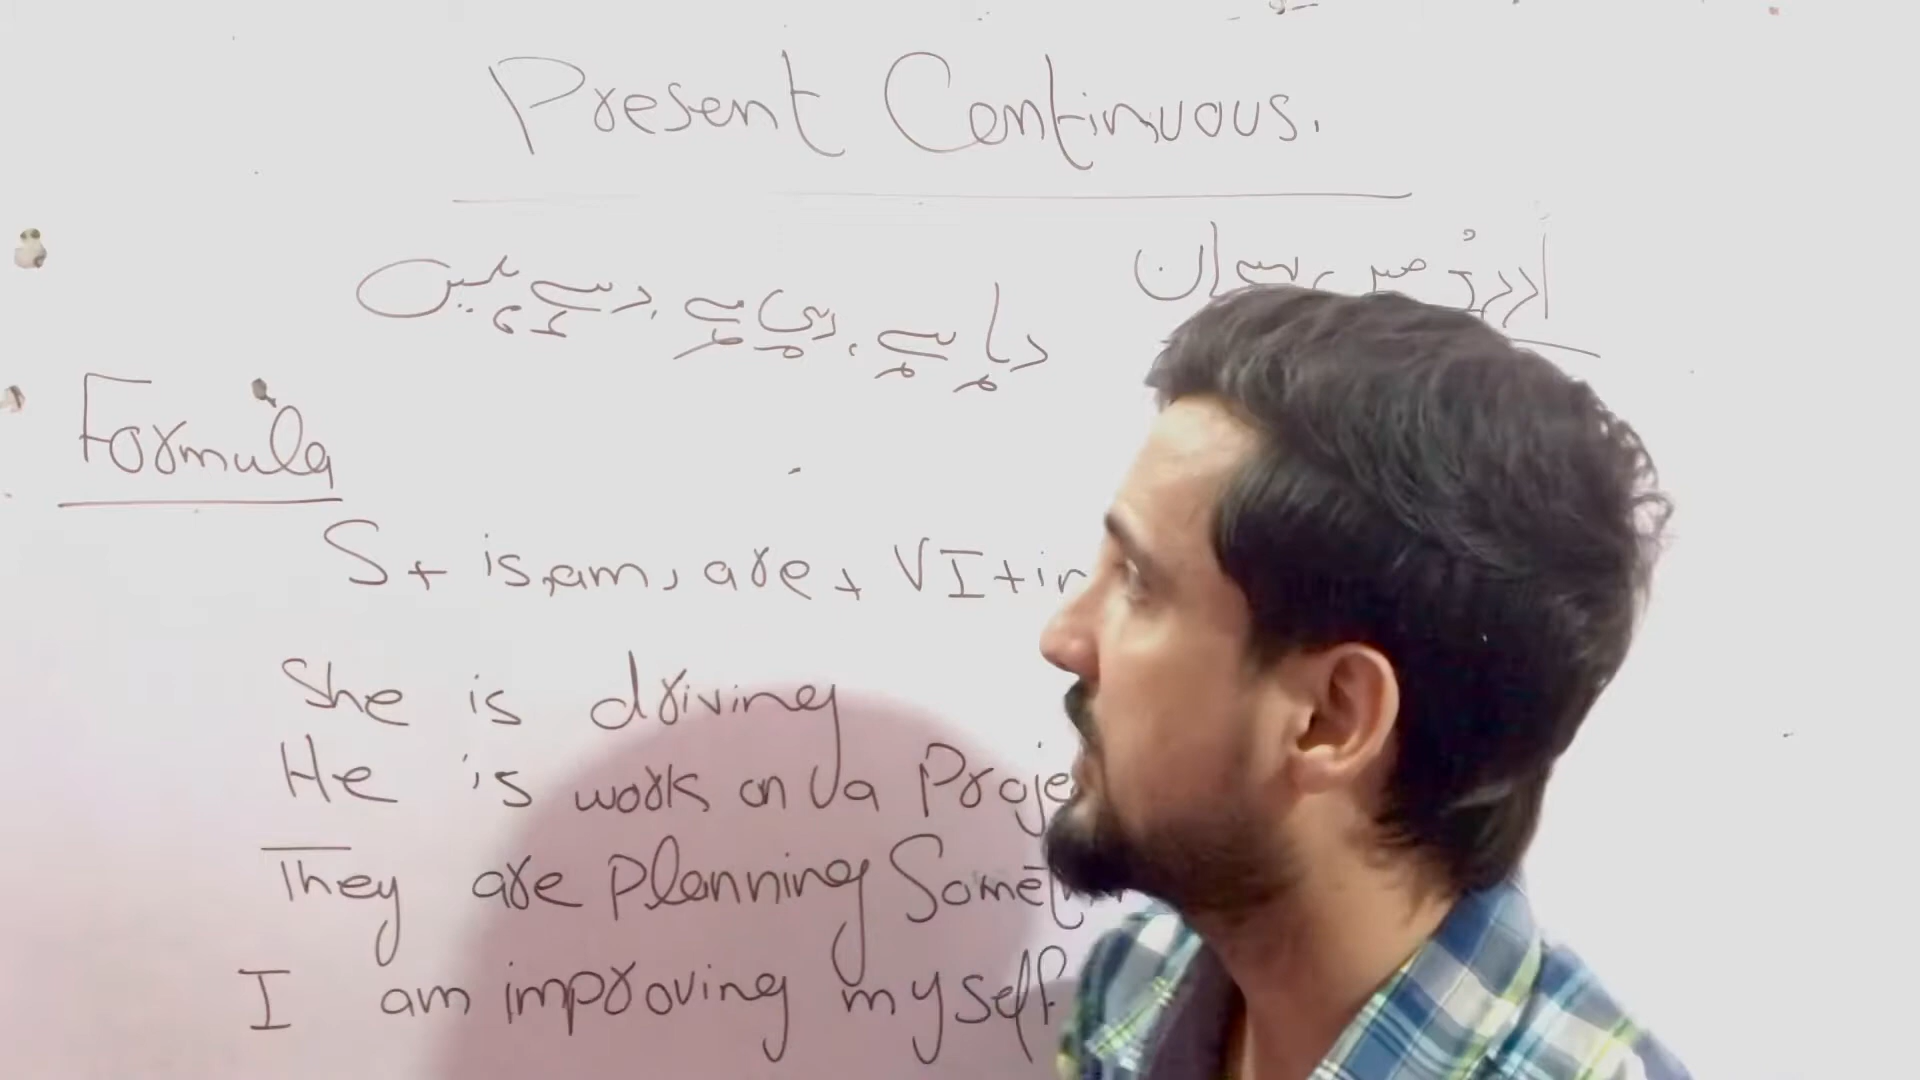 Present Continuous.
اردو میں پہچان
رہا ہے، رہی ہے، رہے ہیں
Formula
S+ is, am, are + VI+in
She is driving
He is work on a Proje
They are planning Someth
I am improving myself